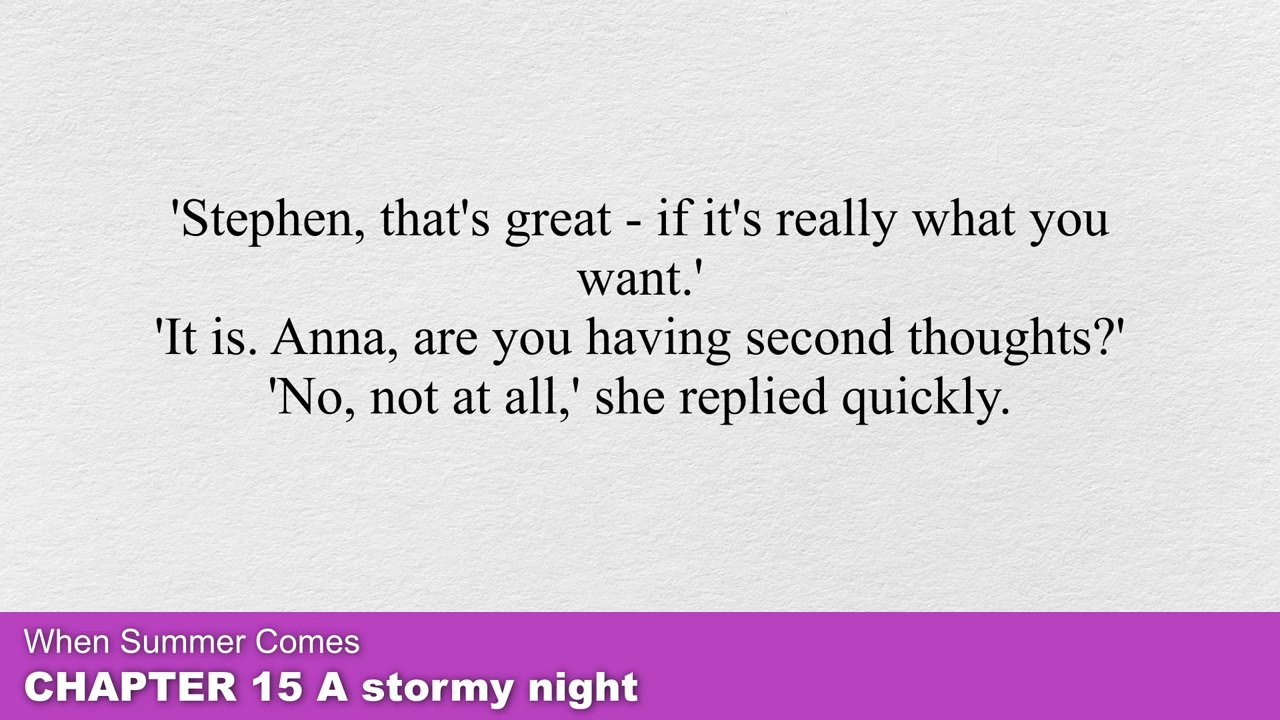 'Stephen, that's great - if it's really what you
want.'
'It is. Anna, are you having second thoughts?'
'No, not at all,' she replied quickly.
When Summer Comes
CHAPTER 15 A stormy night